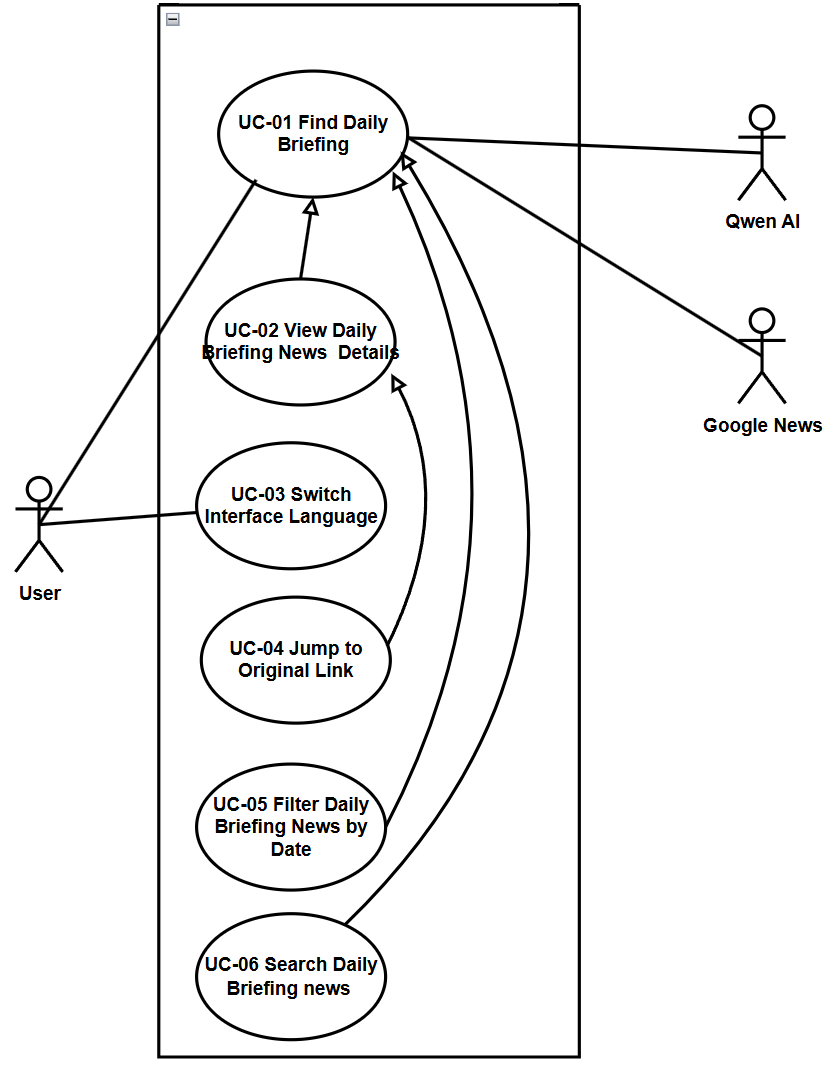 UC-01 Find Daily
Briefing
Qwen AI
UC-02 View Daily
Briefing News  Details
Google News
UC-03 Switch
Interface Language
User
UC-04 Jump to
Original Link
UC-05 Filter Daily
Briefing News by
Date
UC-06 Search Daily
Briefing news